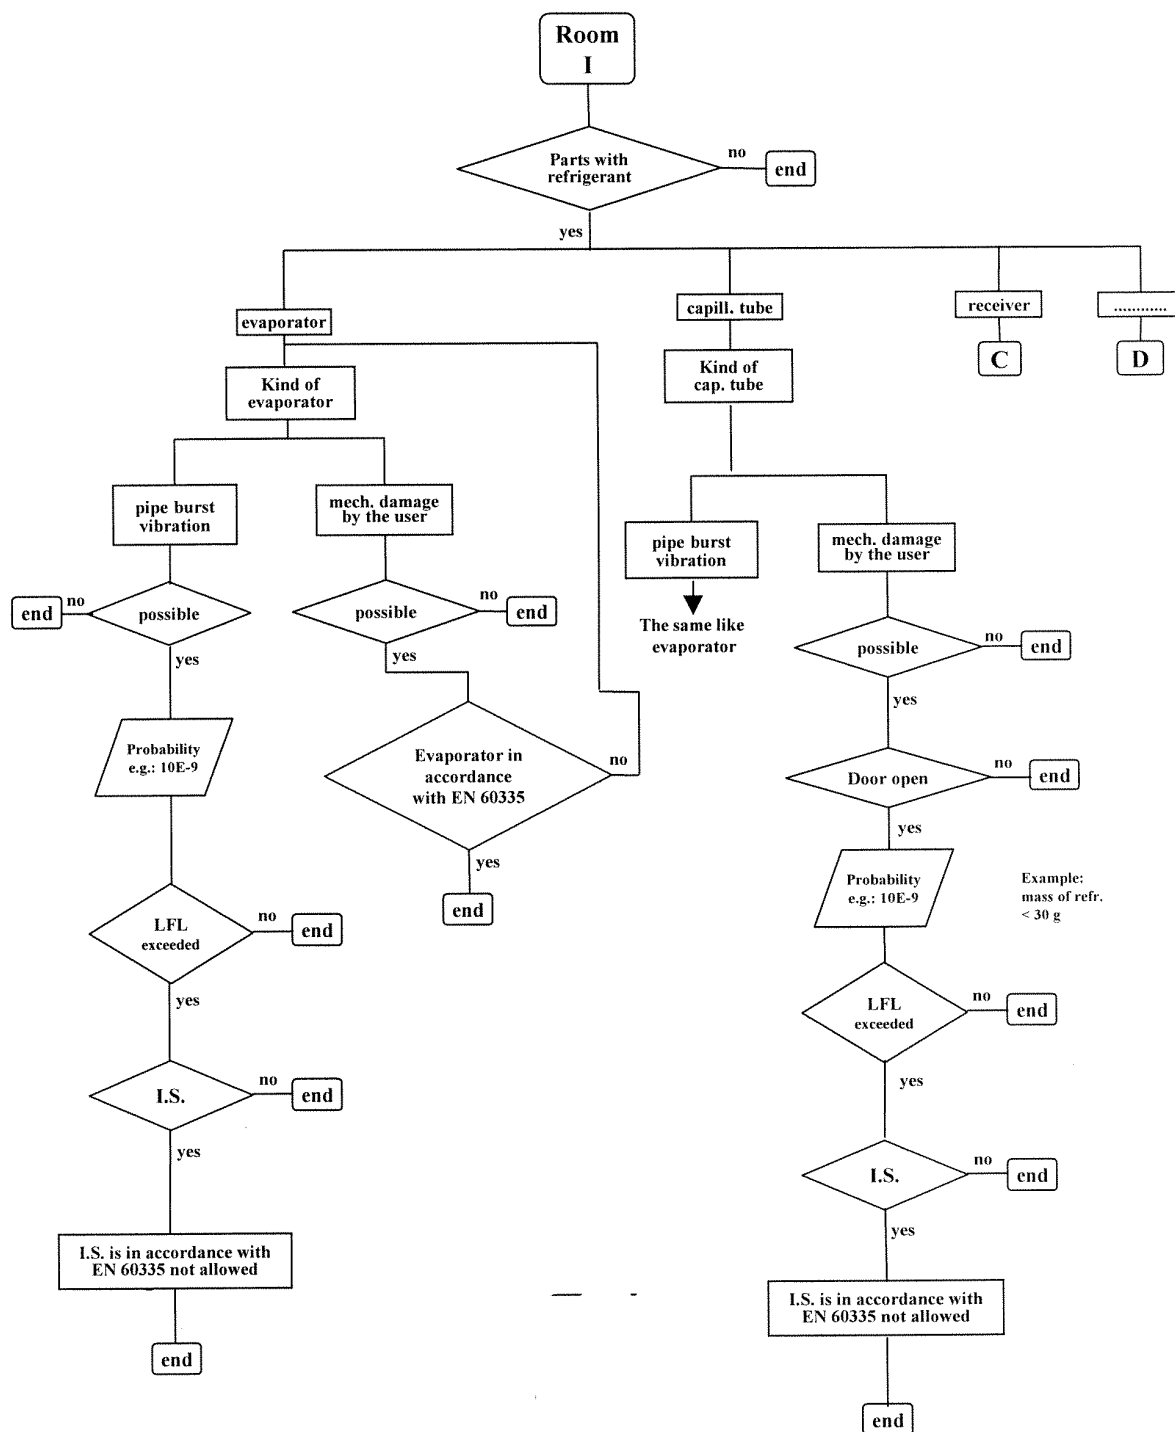 Room
I
Parts with
refrigerant
no
end
yes
evaporator
capill. tube
receiver
............
C
D
Kind of
evaporator
Kind of
cap. tube
pipe burst
vibration
mech. damage
by the user
pipe burst
vibration
mech. damage
by the user
end
no
possible
yes
possible
no
end
yes
The same like
evaporator
possible
no
end
yes
Probability
e.g.: 10E-9
Evaporator in
accordance
with EN 60335
no
yes
end
Door open
no
end
yes
Probability
e.g.: 10E-9
Example:
mass of refr.
< 30 g
LFL
exceeded
no
end
yes
LFL
exceeded
no
end
yes
I.S.
no
end
yes
I.S.
no
end
yes
I.S. is in accordance with
EN 60335 not allowed
end
I.S. is in accordance with
EN 60335 not allowed
end